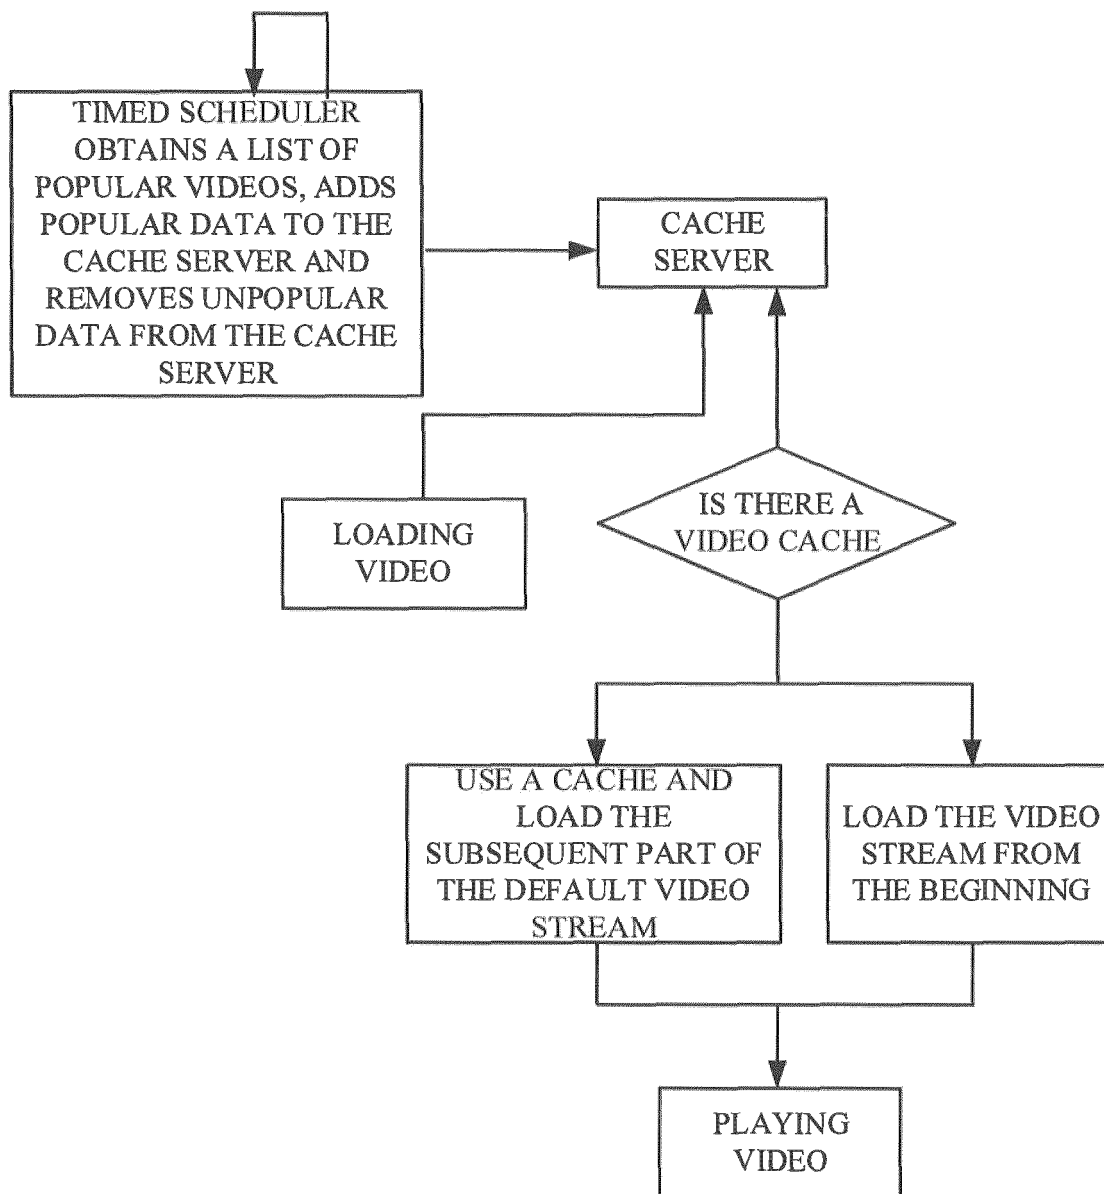 TIMED SCHEDULER
OBTAINS A LIST OF
POPULAR VIDEOS, ADDS
POPULAR DATA TO THE
CACHE SERVER AND
REMOVES UNPOPULAR
DATA FROM THE CACHE
SERVER
CACHE
SERVER
LOADING
VIDEO
IS THERE A
VIDEO CACHE
USE A CACHE AND
LOAD THE
SUBSEQUENT PART OF
THE DEFAULT VIDEO
STREAM
LOAD THE VIDEO
STREAM FROM
THE BEGINNING
PLAYING
VIDEO